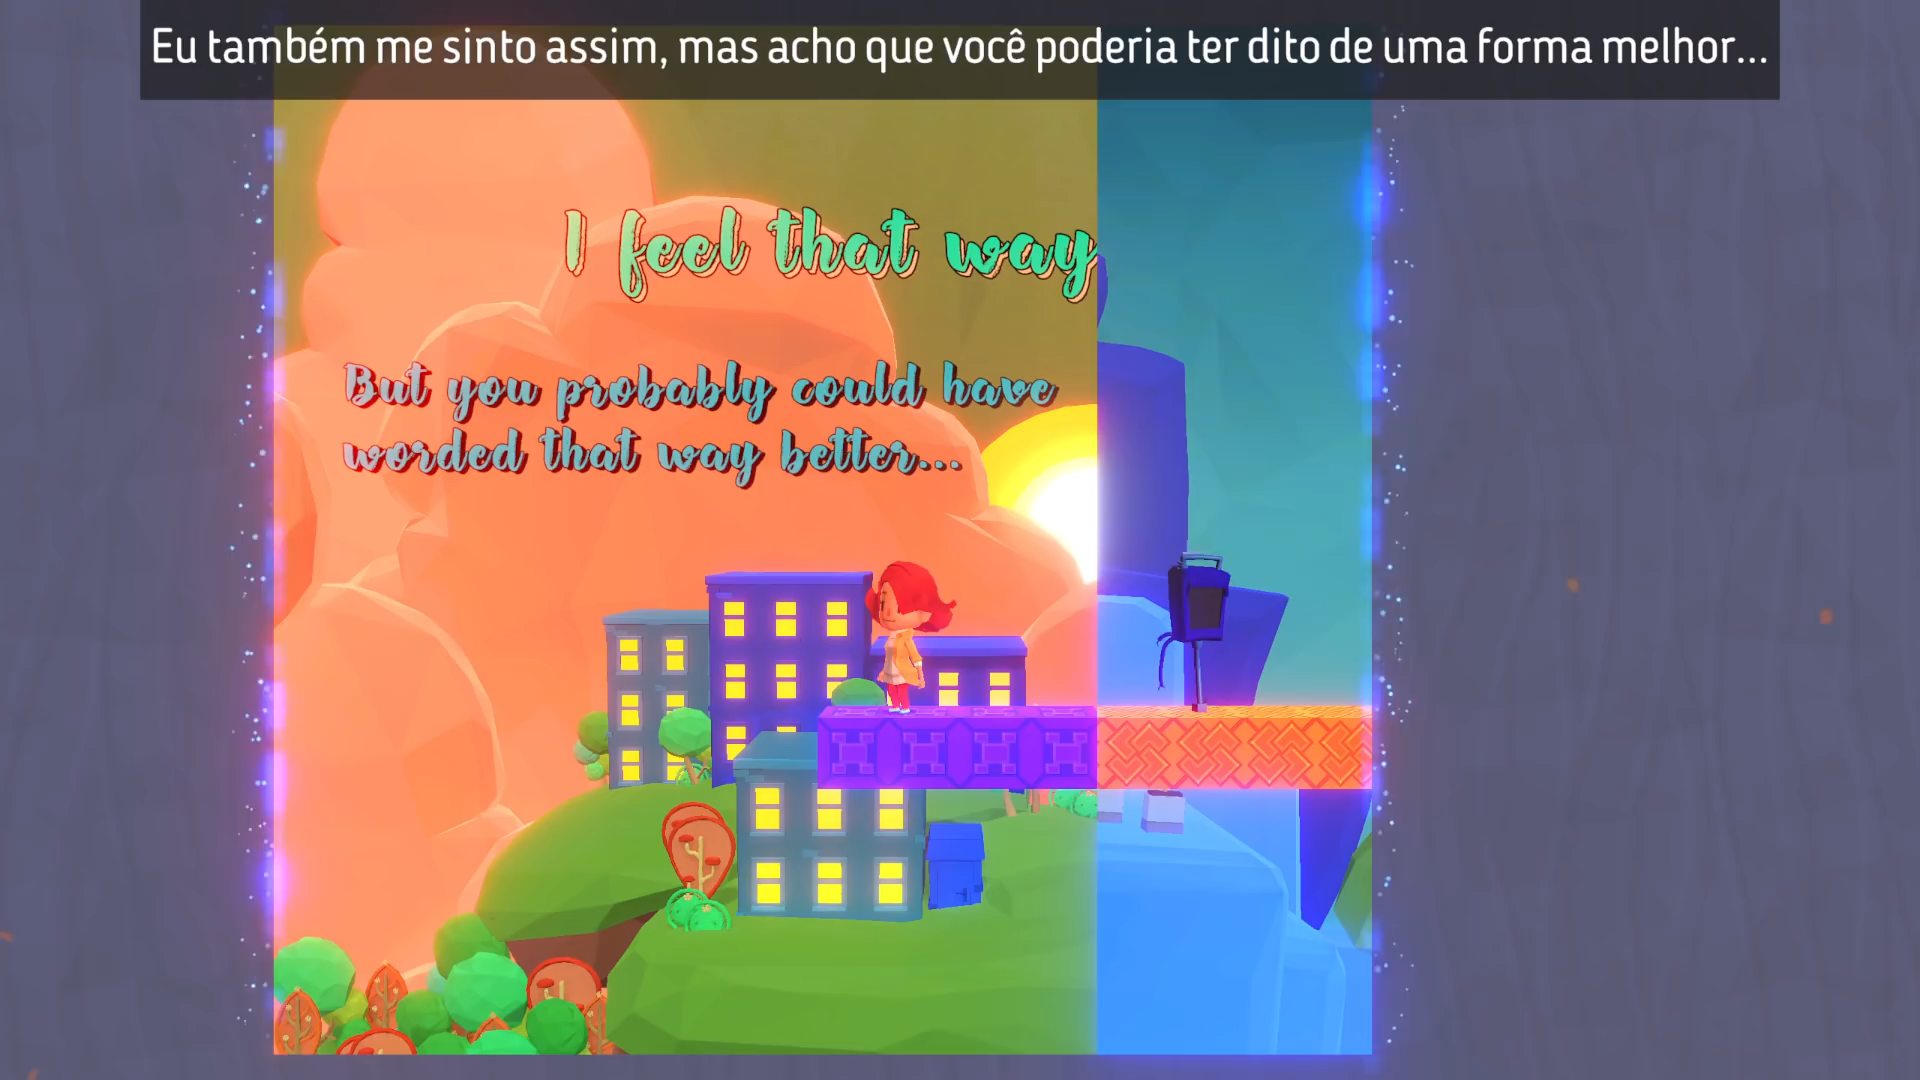 Eu também me sinto assim, mas acho que você poderia ter dito de uma forma melhor...
I feel that way
But you probably could have
worded that way better...